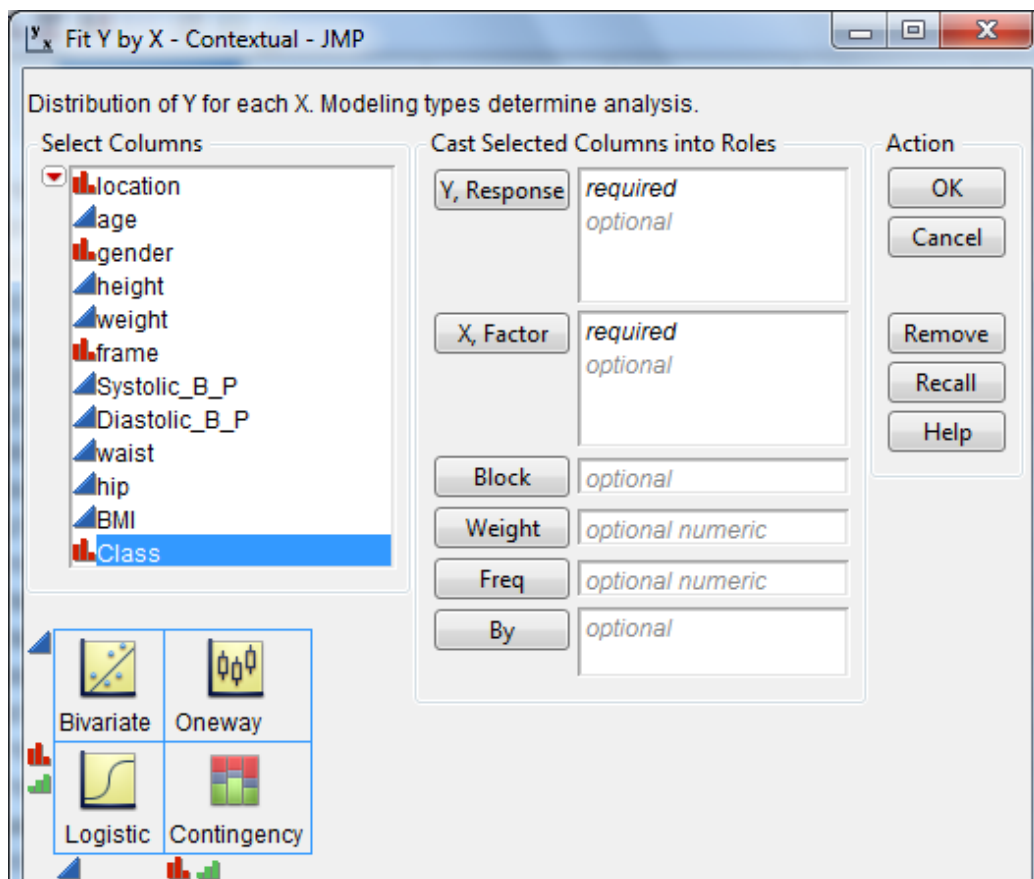 Fit Y by X - Contextual - JMP
Distribution of Y for each X. Modeling types determine analysis.
Select Columns
location
age
gender
height
weight
frame
Systolic_B_P
Diastolic_B_P
waist
hip
BMI
Class
Cast Selected Columns into Roles
Y, Response
required
optional
X, Factor
required
optional
Block
optional
Weight
optional numeric
Freq
optional numeric
By
optional
Action
OK
Cancel
Remove
Recall
Help
Bivariate
Oneway
Logistic
Contingency